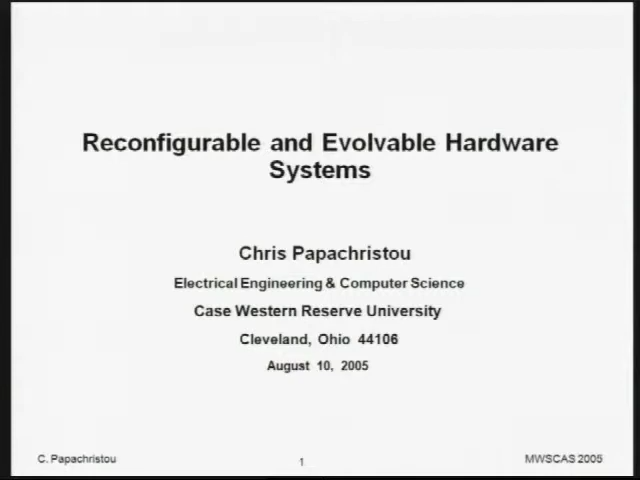 Reconfigurable and Evolvable Hardware
Systems
Chris Papachristou
Electrical Engineering & Computer Science
Case Western Reserve University
Cleveland, Ohio 44106
August 10, 2005
C. Papachristou
1
MWSCAS 2005